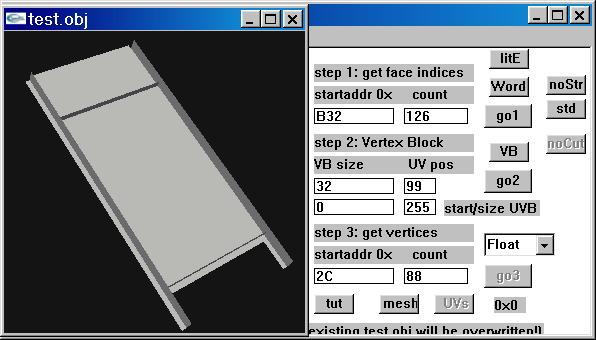 test.obj
litE
step 1: get face indices
Word
noStr
startaddr 0x count
std
B32 126
go1
step 2: Vertex Block
noCut
VB
VB size UV pos
go2
32 99
0 255 start/size UVB
step 3: get vertices
Float
startaddr 0x count
2C 88
go3
tut mesh UVs 0x0
existing test.obj will be overwritten!)